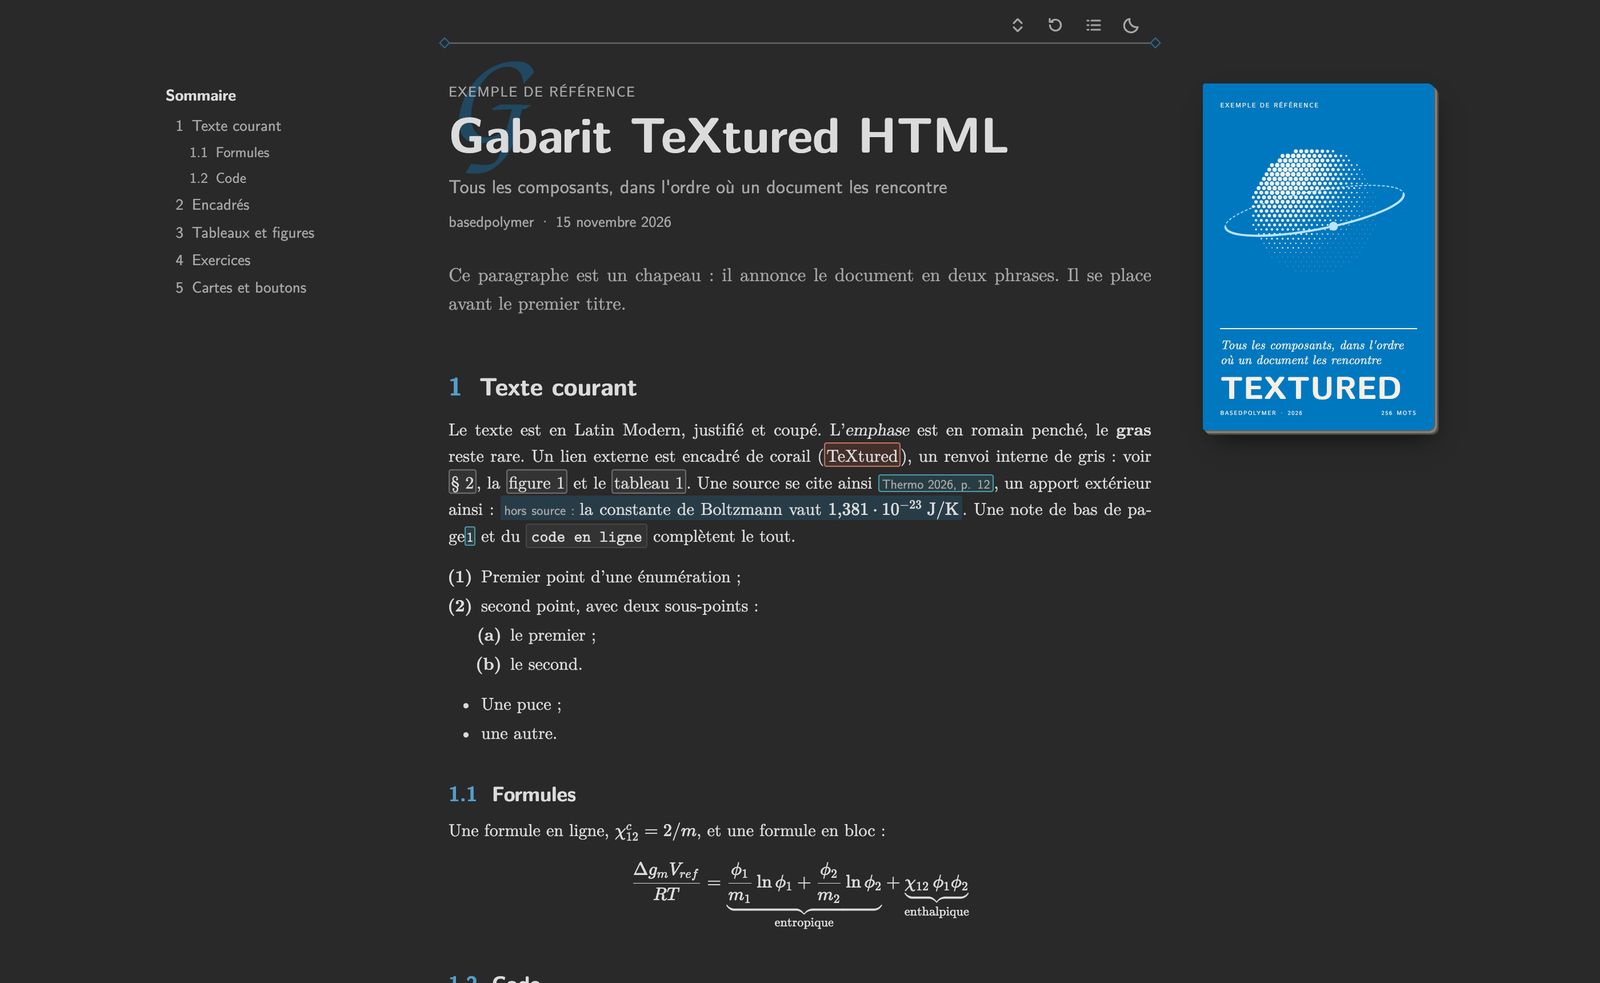 Sommaire
1 Texte courant
1.1 Formules
1.2 Code
2 Encadrés
3 Tableaux et figures
4 Exercices
5 Cartes et boutons
G
EXEMPLE DE RÉFÉRENCE
Gabarit TeXtured HTML
Tous les composants, dans l'ordre où un document les rencontre
basedpolymer · 15 novembre 2026
Ce paragraphe est un chapeau : il annonce le document en deux phrases. Il se place
avant le premier titre.
1 Texte courant
Le texte est en Latin Modern, justifié et coupé. L’emphase est en romain penché, le gras
reste rare. Un lien externe est encadré de corail (TeXtured), un renvoi interne de gris : voir
§ 2, la figure 1 et le tableau 1. Une source se cite ainsi Thermo 2026, p. 12, un apport extérieur
ainsi : hors source : la constante de Boltzmann vaut 1,381 · 10⁻²³ J/K. Une note de bas de pa-
ge1 et du code en ligne complètent le tout.
(1) Premier point d’une énumération ;
(2) second point, avec deux sous-points :
(a) le premier ;
(b) le second.
• Une puce ;
• une autre.
1.1 Formules
Une formule en ligne, χ₁₂ᶜ = 2/m, et une formule en bloc :
Δg_m V_ref / RT = ϕ₁/m₁ ln ϕ₁ + ϕ₂/m₂ ln ϕ₂ + χ₁₂ ϕ₁ϕ₂
entropique enthalpique
1.2 Code
EXEMPLE DE RÉFÉRENCE
Tous les composants, dans l'ordre
où un document les rencontre
TEXTURED
BASEDPOLYMER · 2026 256 MOTS